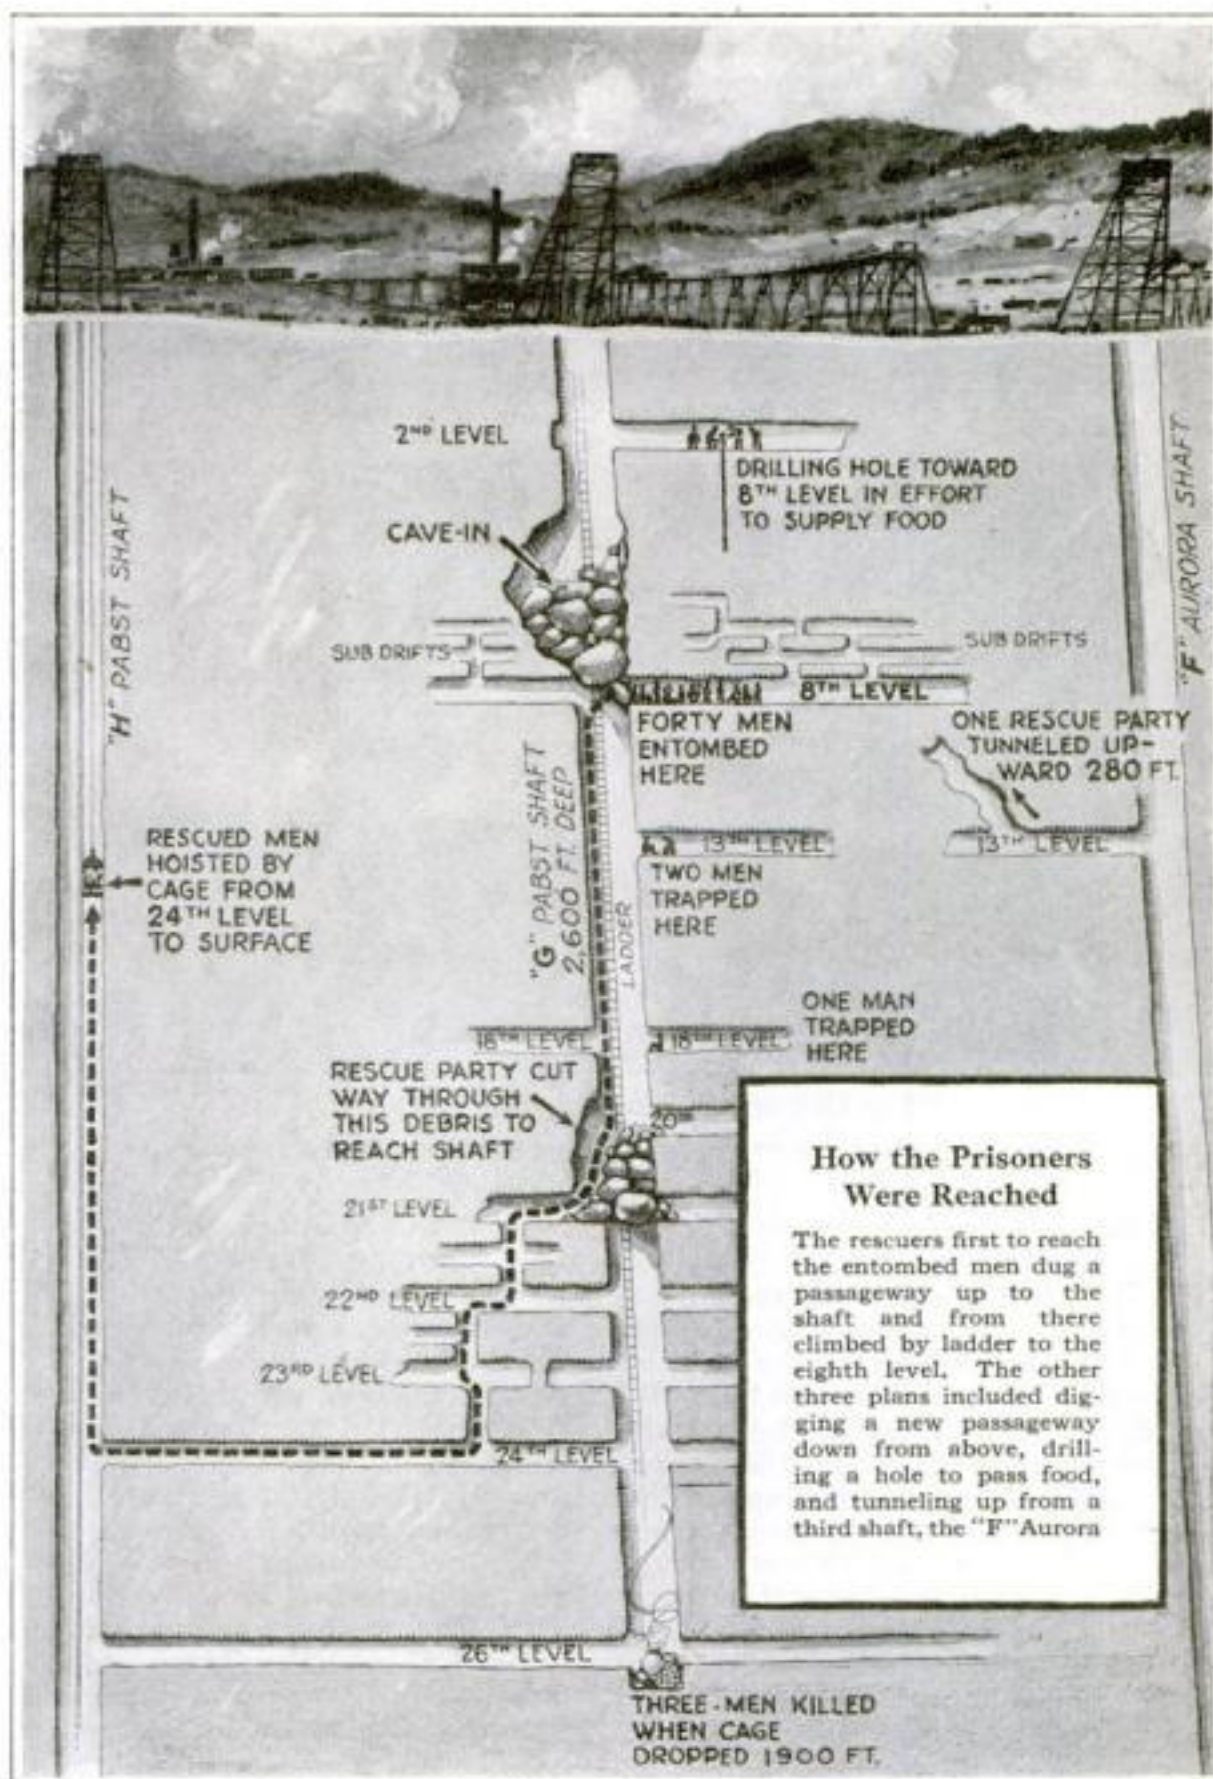 2ND LEVEL
DRILLING HOLE TOWARD
8TH LEVEL IN EFFORT
TO SUPPLY FOOD
CAVE-IN
"H" PABST SHAFT
"F" AURORA SHAFT
SUB DRIFTS
SUB DRIFTS
8TH LEVEL
FORTY MEN
ENTOMBED
HERE
ONE RESCUE PARTY
TUNNELED UP-
WARD 280 FT.
"G" PABST SHAFT
2,600 FT. DEEP
LADDER
13TH LEVEL
13TH LEVEL
TWO MEN
TRAPPED
HERE
RESCUED MEN
HOISTED BY
CAGE FROM
24TH LEVEL
TO SURFACE
ONE MAN
TRAPPED
HERE
18TH LEVEL
18TH LEVEL
RESCUE PARTY CUT
WAY THROUGH
THIS DEBRIS TO
REACH SHAFT
20TH
21ST LEVEL
22ND LEVEL
23RD LEVEL
24TH LEVEL
How the Prisoners
Were Reached
The rescuers first to reach
the entombed men dug a
passageway up to the
shaft and from there
climbed by ladder to the
eighth level. The other
three plans included dig-
ging a new passageway
down from above, drill-
ing a hole to pass food,
and tunneling up from a
third shaft, the "F" Aurora
26TH LEVEL
THREE-MEN KILLED
WHEN CAGE
DROPPED 1900 FT.